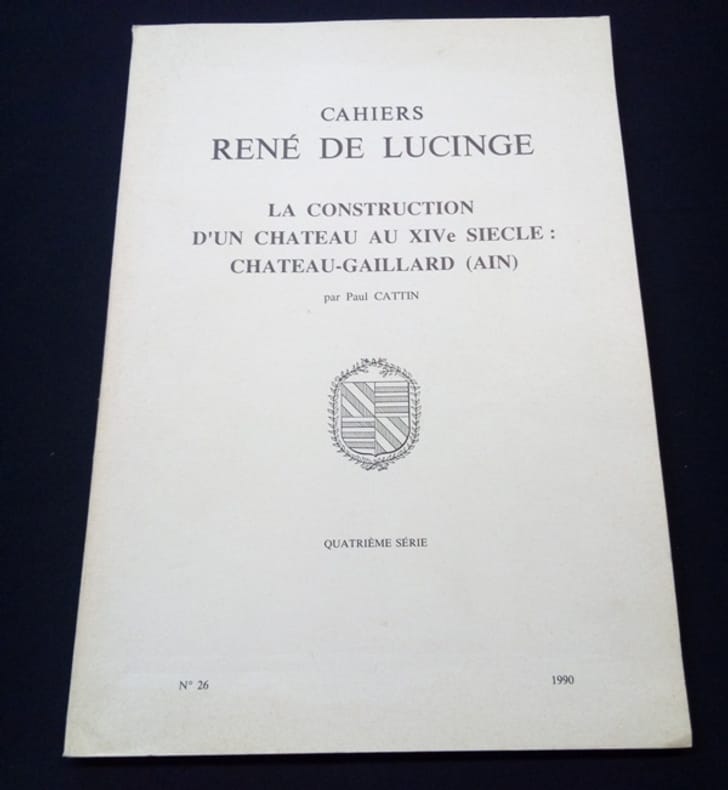 CAHIERS
RENÉ DE LUCINGE
LA CONSTRUCTION
D'UN CHATEAU AU XIVe SIECLE :
CHATEAU-GAILLARD (AIN)
par Paul CATTIN
QUATRIÈME SÉRIE
N° 26
1990